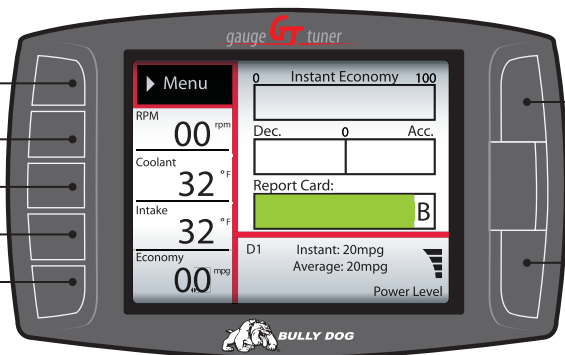 gauge GT tuner
Menu
RPM
00 rpm
Coolant
32 °F
Intake
32 °F
Economy
0.0 mpg
0 Instant Economy 100
Dec. 0 Acc.
Report Card:
B
D1 Instant: 20mpg
Average: 20mpg
Power Level
BULLY DOG